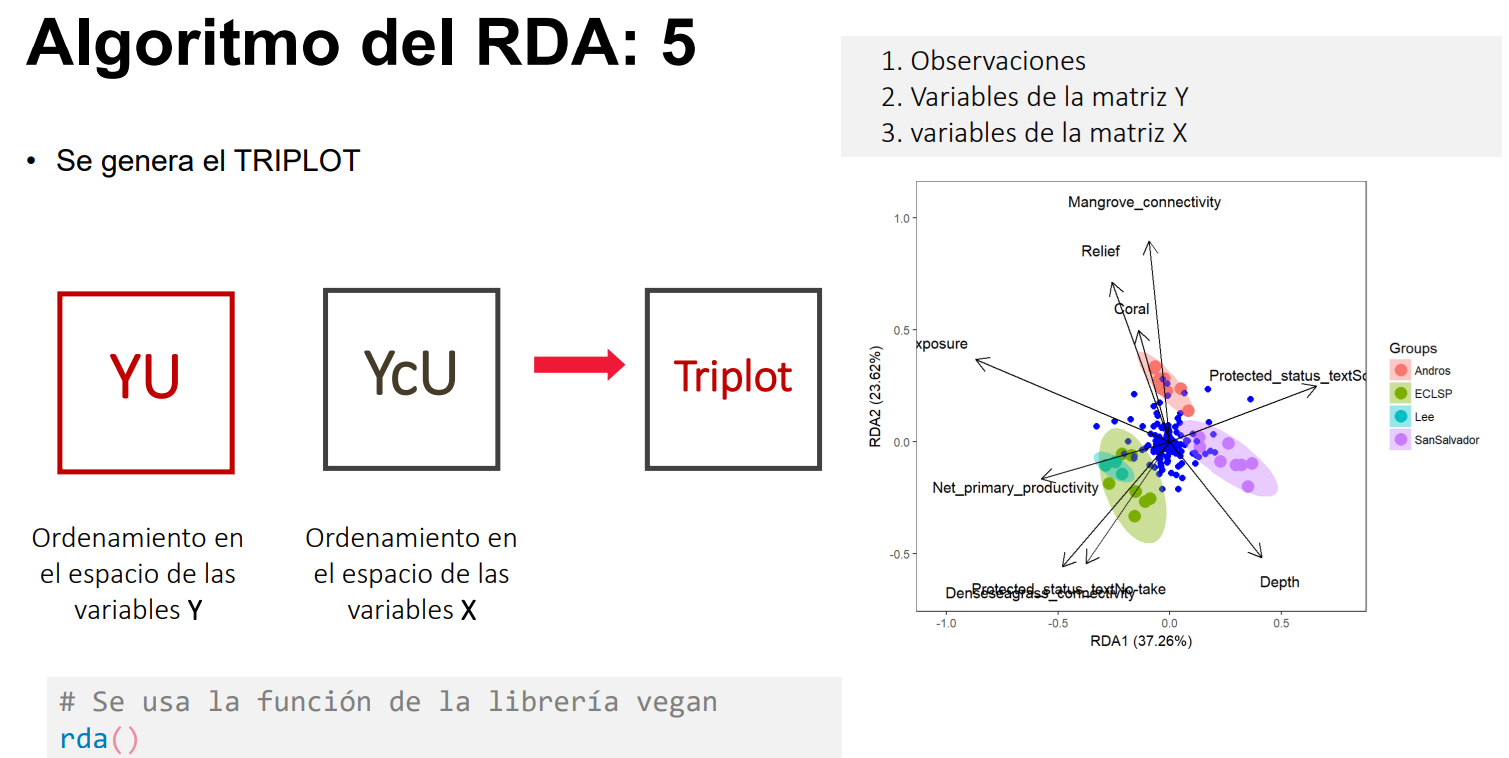 Algoritmo del RDA: 5
• Se genera el TRIPLOT
1. Observaciones
2. Variables de la matriz Y
3. variables de la matriz X
YU
YcU
Triplot
Ordenamiento en
el espacio de las
variables Y
Ordenamiento en
el espacio de las
variables X
# Se usa la función de la librería vegan
rda()
Mangrove_connectivity
Relief
Coral
xposure
Protected_status_textSc
Net_primary_productivity
Protected_status_textNo-take
Denseseagrass_connectivity
Depth
1.0
0.5
0.0
-0.5
RDA2 (23.62%)
-1.0
-0.5
0.0
0.5
RDA1 (37.26%)
Groups
Andros
ECLSP
Lee
SanSalvador